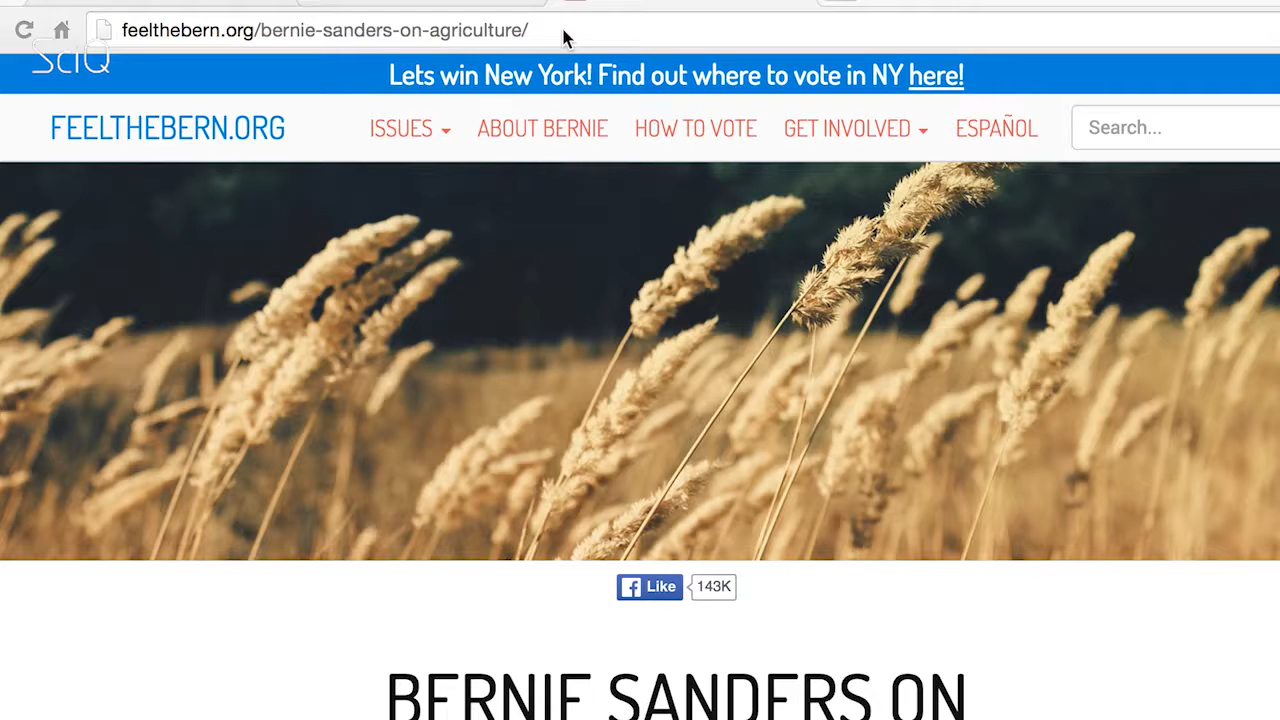 feelthebern.org/bernie-sanders-on-agriculture/
SciQ
Lets win New York! Find out where to vote in NY here!
FEELTHEBERN.ORG
ISSUES
ABOUT BERNIE
HOW TO VOTE
GET INVOLVED
ESPAÑOL
Search...
Like
143K
BERNIE SANDERS ON